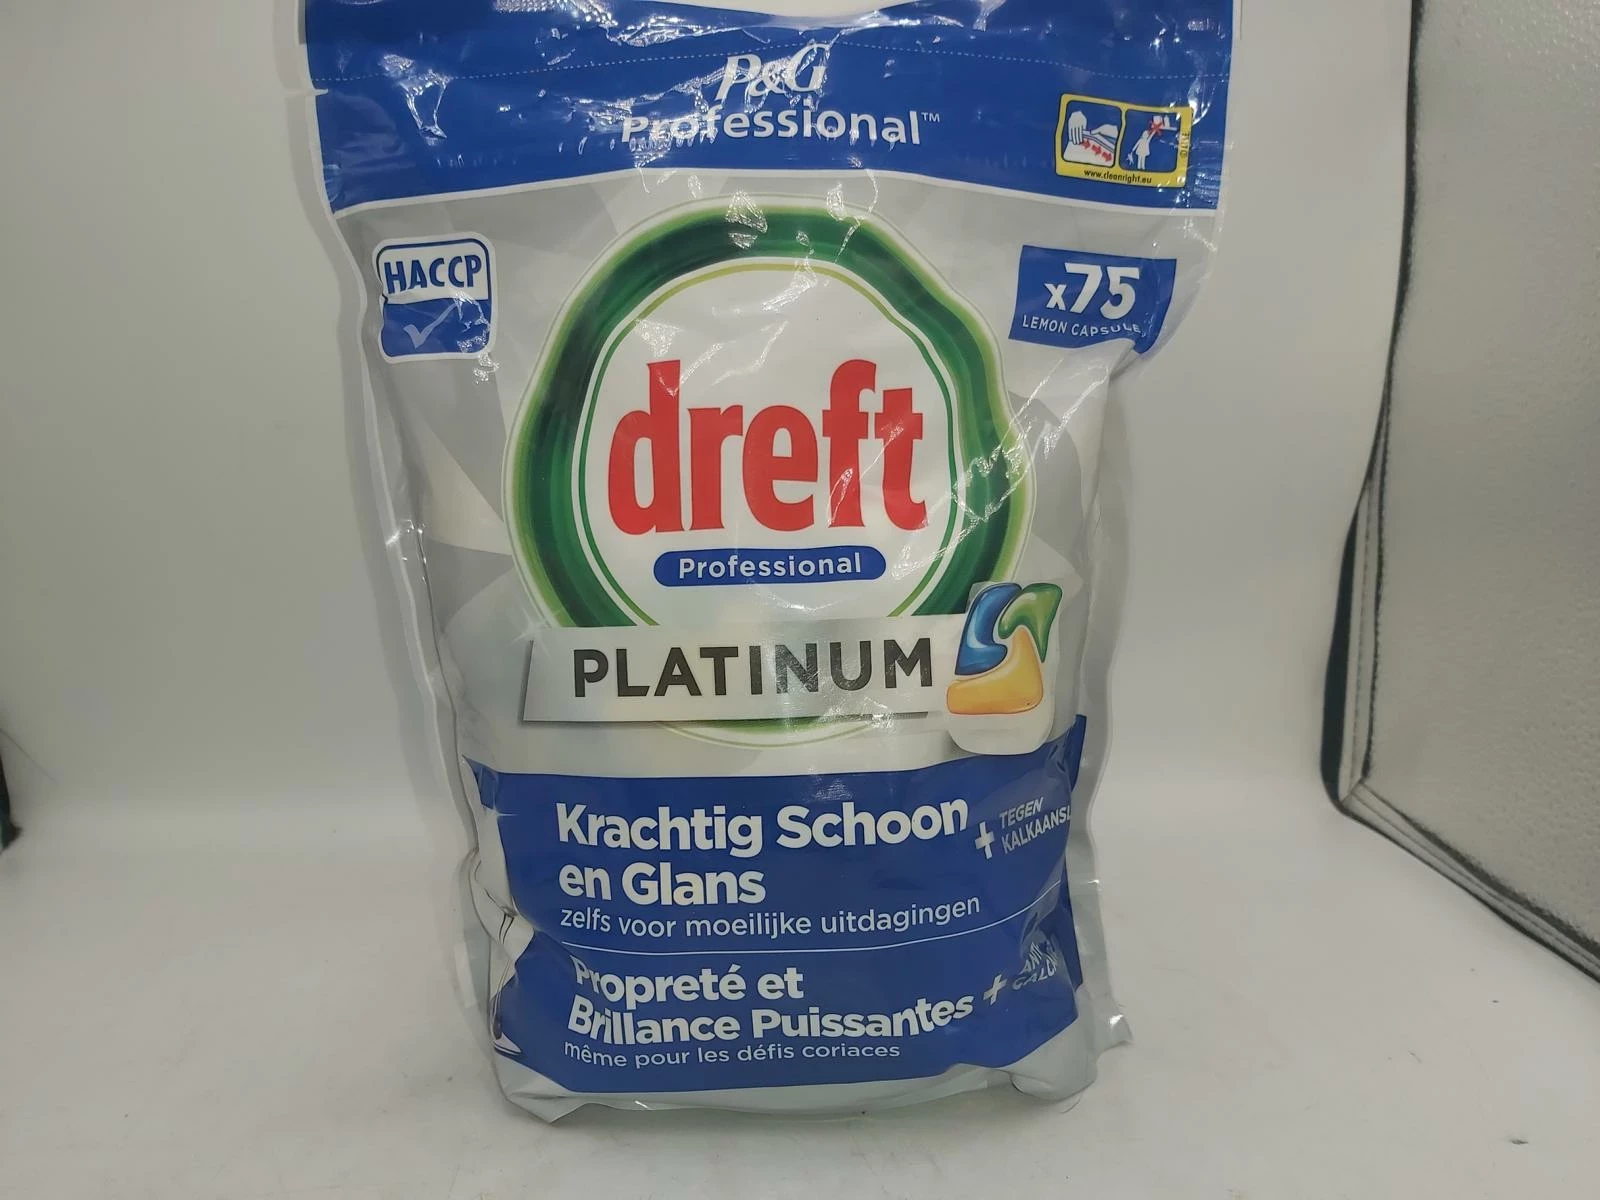 P&G
Professional™
www.cleanright.eu
HACCP
x75
LEMON CAPSULE
dreft
Professional
PLATINUM
Krachtig Schoon
en Glans
zelfs voor moeilijke uitdagingen
+ TEGEN
Propreté et
Brillance Puissantes +
même pour les défis coriaces